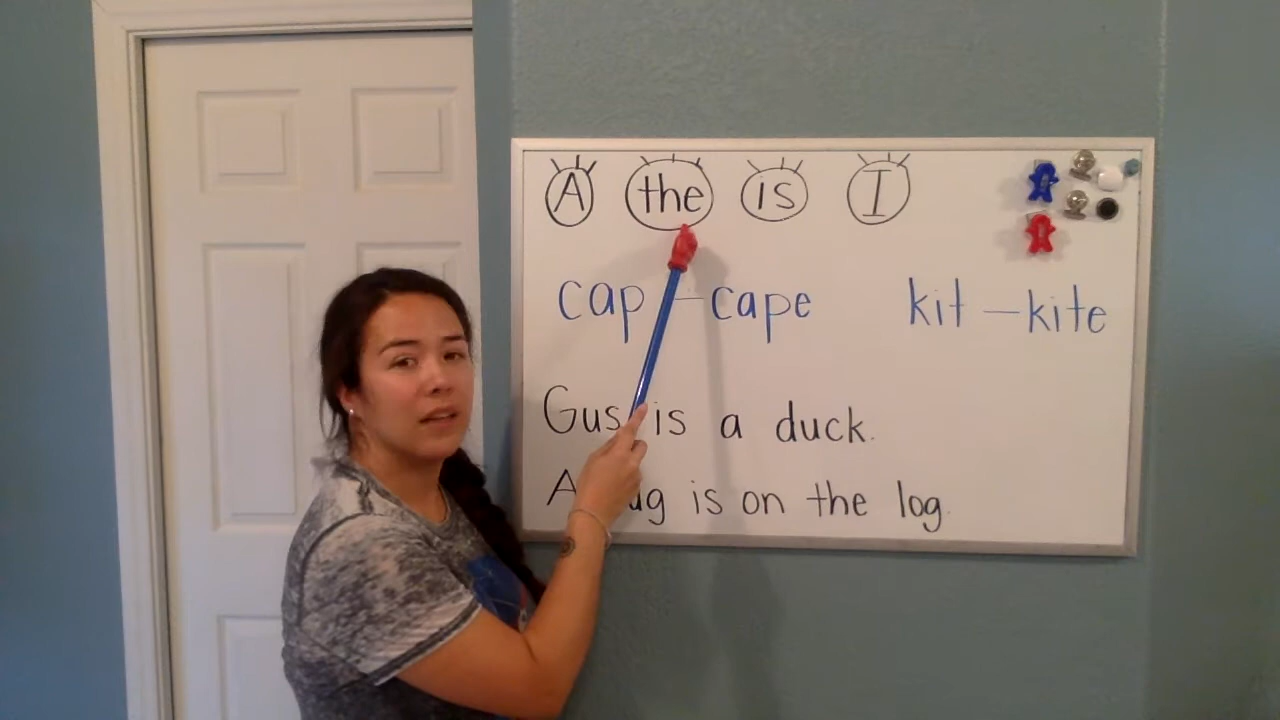 A the is I
cap – cape kit – kite
Gus is a duck.
A is on the log.